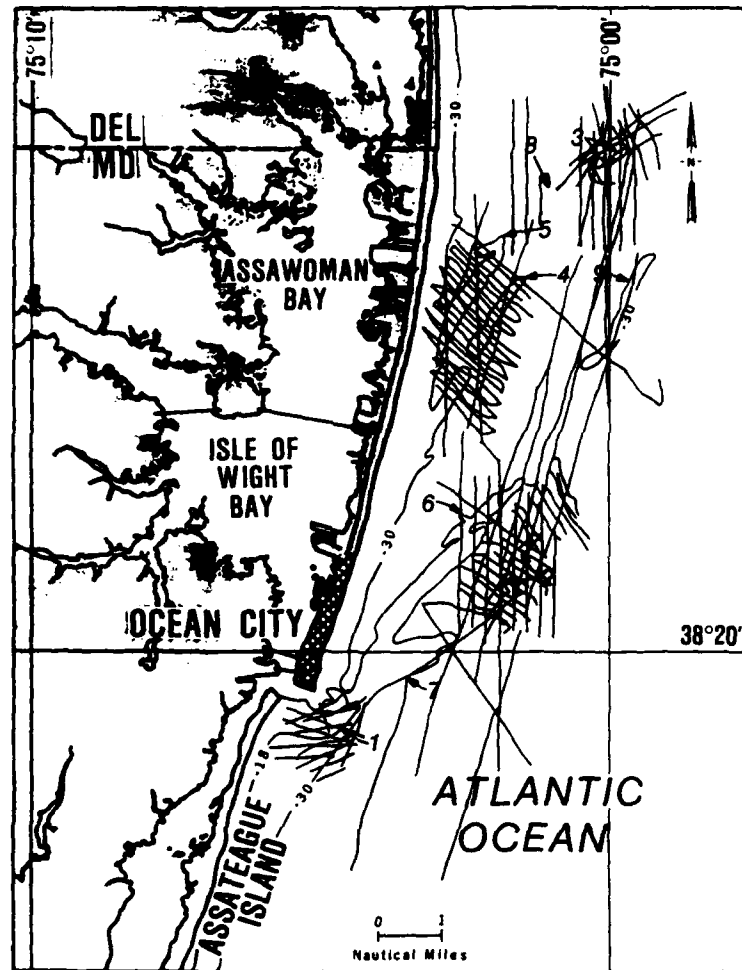 75°10'
75°00'
DEL
MD
30
8
3
N
5
ASSAWOMAN
BAY
4
9
30
ISLE OF
WIGHT
BAY
6
30
OCEAN CITY
38°20'
7
1
18
30
ATLANTIC
OCEAN
ASSATEAGUE
ISLAND
0 1
Nautical Miles